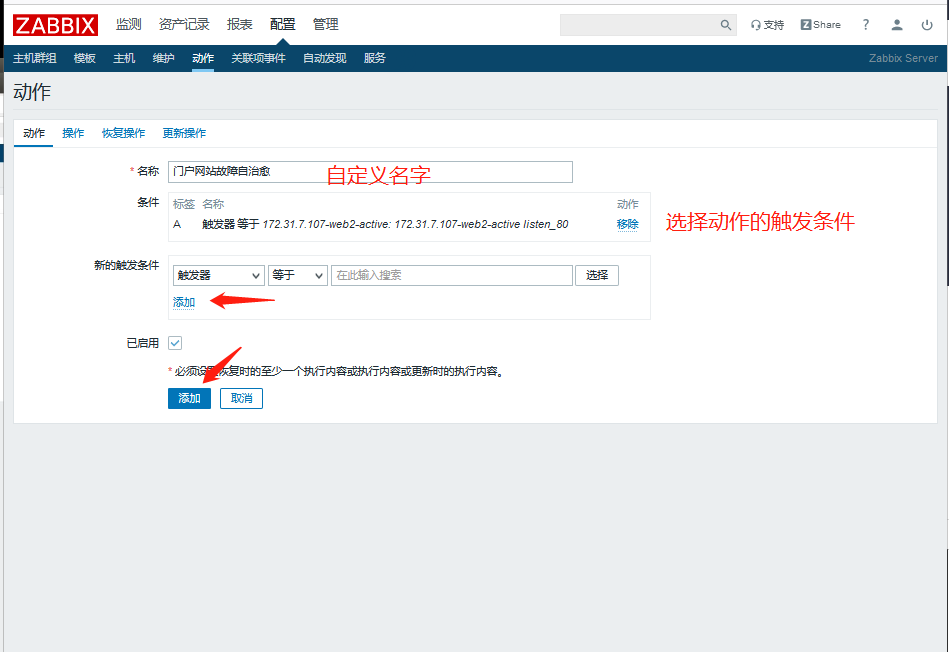 ZABBIX 监测 资产记录 报表 配置 管理 支持 Z Share ?
主机群组 模板 主机 维护 动作 关联项事件 自动发现 服务 Zabbix Server
动作
动作 操作 恢复操作 更新操作
* 名称 门户网站故障自治愈 自定义名字
条件 标签 名称 动作
A 触发器 等于 172.31.7.107-web2-active: 172.31.7.107-web2-active listen_80 移除 选择动作的触发条件
新的触发条件 触发器 等于 在此输入搜索 选择
添加
已启用
* 必须设置恢复时的至少一个执行内容或执行内容或更新时的执行内容。
添加 取消